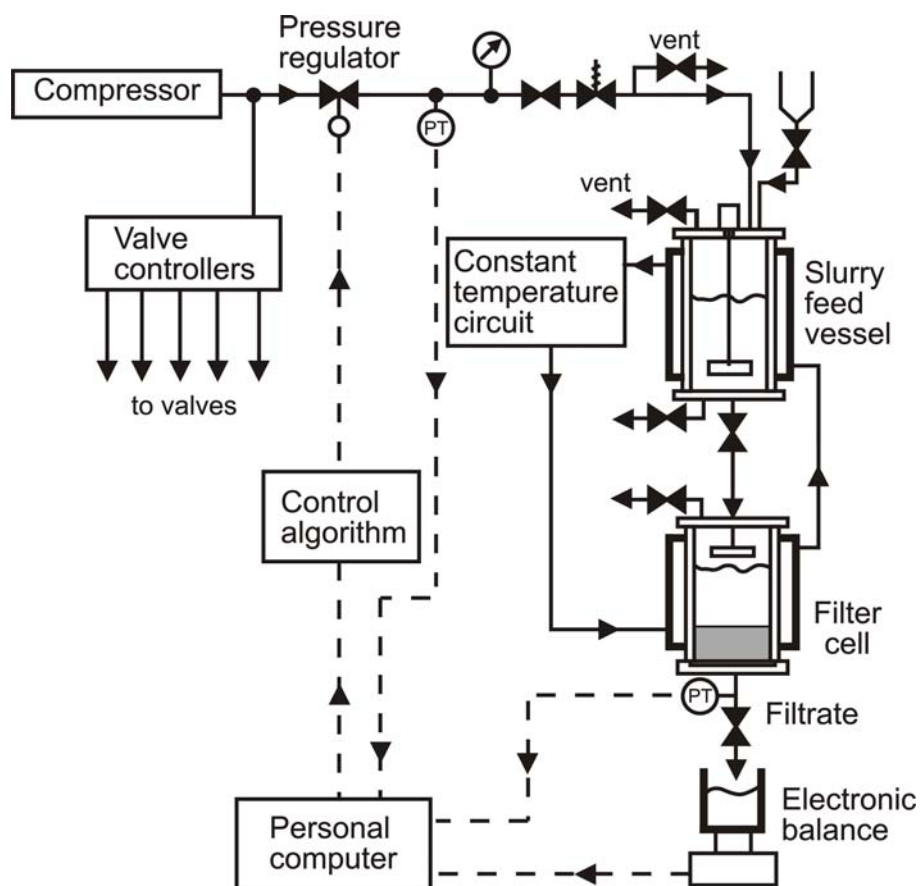 Pressure
regulator
vent
Compressor
PT
vent
Valve
controllers
Constant
temperature
circuit
Slurry
feed
vessel
to valves
Control
algorithm
Filter
cell
PT
Filtrate
Personal
computer
Electronic
balance